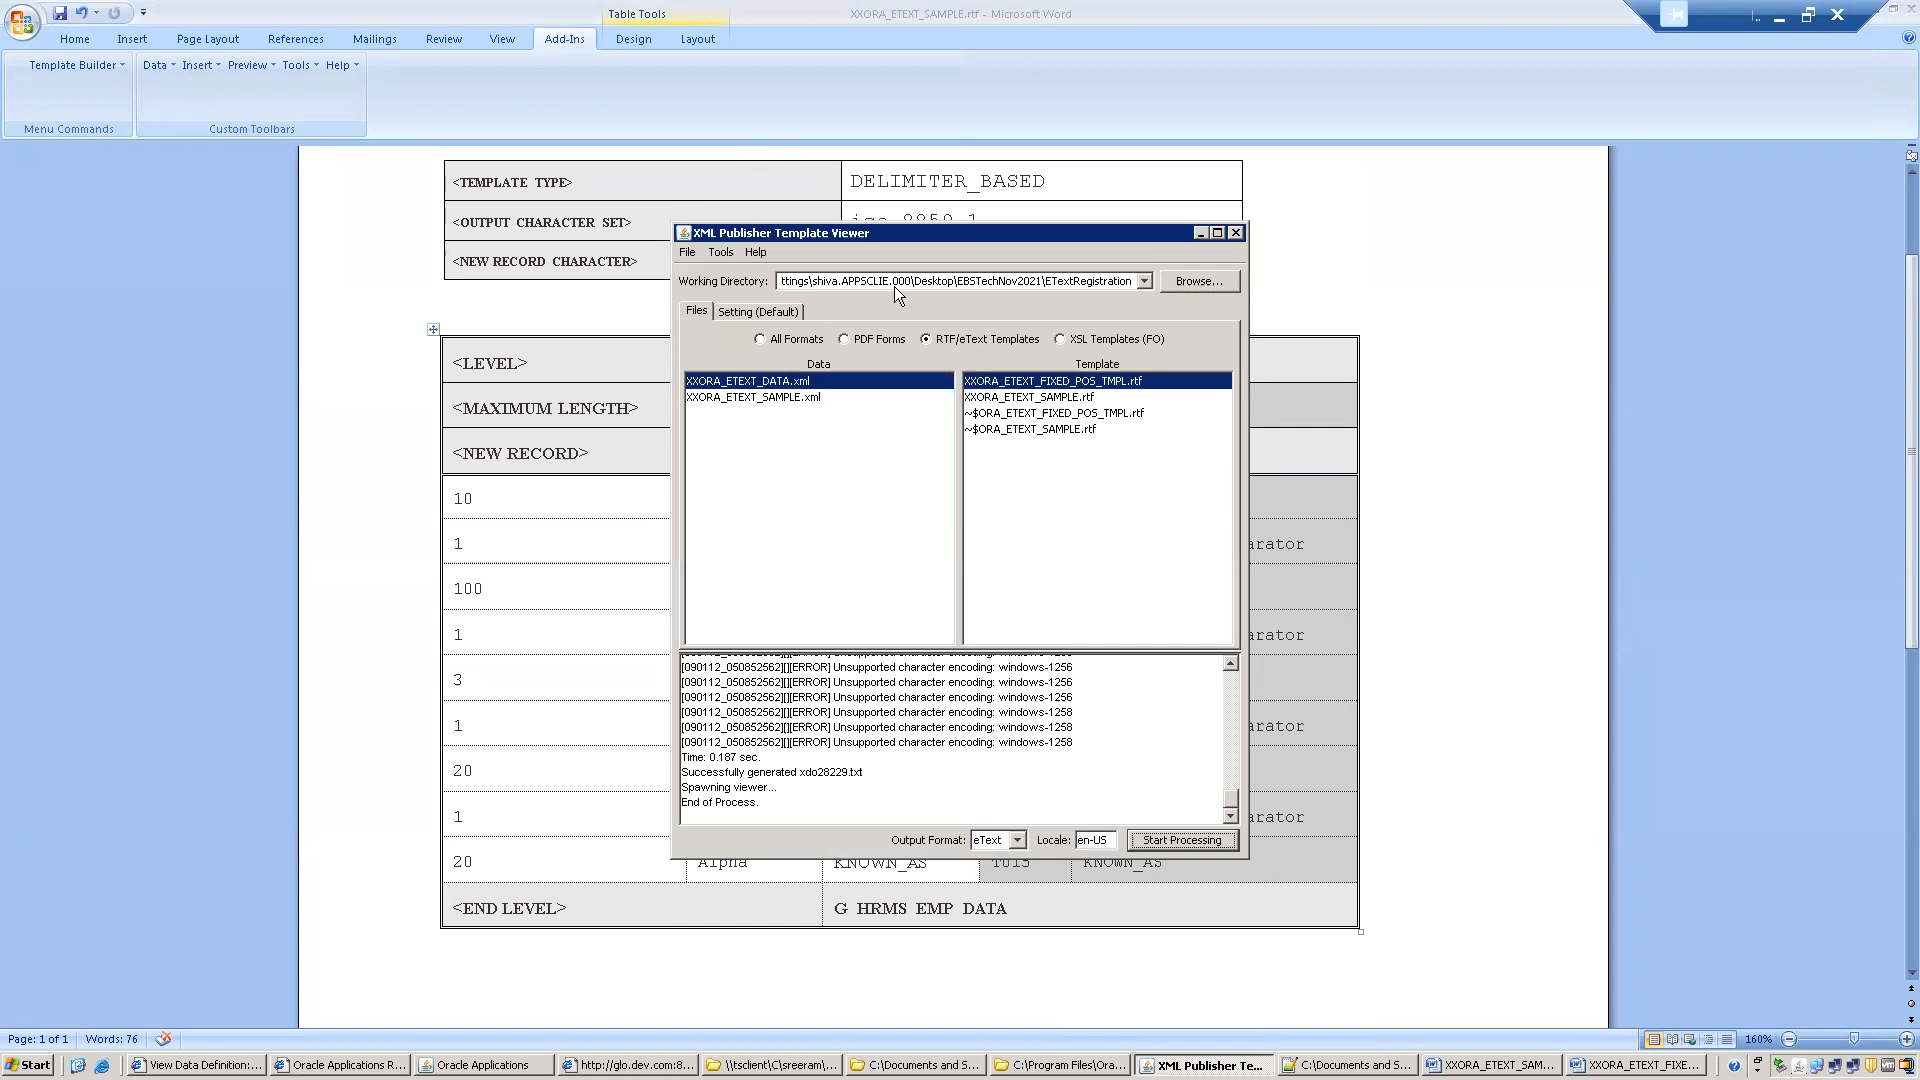 Table Tools
XXORA_ETEXT_SAMPLE.rtf - Microsoft Word
Home Insert Page Layout References Mailings Review View Add-Ins Design Layout
Template Builder Data Insert Preview Tools Help
Menu Commands Custom Toolbars
<TEMPLATE TYPE> DELIMITER_BASED
<OUTPUT CHARACTER SET> iso-8859-1
<NEW RECORD CHARACTER>
XML Publisher Template Viewer
File Tools Help
Working Directory: ttings\shiva.APPSCLIE.000\Desktop\EBSTechNov2021\ETextRegistration Browse...
Files Setting (Default)
All Formats PDF Forms RTF/eText Templates XSL Templates (FO)
Data Template
XXORA_ETEXT_DATA.xml XXORA_ETEXT_FIXED_POS_TMPL.rtf
XXORA_ETEXT_SAMPLE.xml XXORA_ETEXT_SAMPLE.rtf
~$ORA_ETEXT_FIXED_POS_TMPL.rtf
~$ORA_ETEXT_SAMPLE.rtf
[090112_050852562][][ERROR] Unsupported character encoding: windows-1256
[090112_050852562][][ERROR] Unsupported character encoding: windows-1256
[090112_050852562][][ERROR] Unsupported character encoding: windows-1256
[090112_050852562][][ERROR] Unsupported character encoding: windows-1258
[090112_050852562][][ERROR] Unsupported character encoding: windows-1258
[090112_050852562][][ERROR] Unsupported character encoding: windows-1258
Time: 0.187 sec.
Successfully generated xdo28229.txt
Spawning viewer...
End of Process.
Output Format: eText Locale: en-US Start Processing
<LEVEL>
<MAXIMUM LENGTH>
<NEW RECORD>
10
1 arator
100
1 arator
3
1 arator
20
1 arator
20 Alpha KNOWN_AS KNOWN_AS
<END LEVEL> G HRMS EMP DATA
Page: 1 of 1 Words: 76 160%
Start View Data Definition:... Oracle Applications R... Oracle Applications http://glo.dev.com:8... \\tsclient\C\sreeram\... C:\Documents and S... C:\Program Files\Ora... XML Publisher Te... C:\Documents and S... XXORA_ETEXT_SAM... XXORA_ETEXT_FIXE...